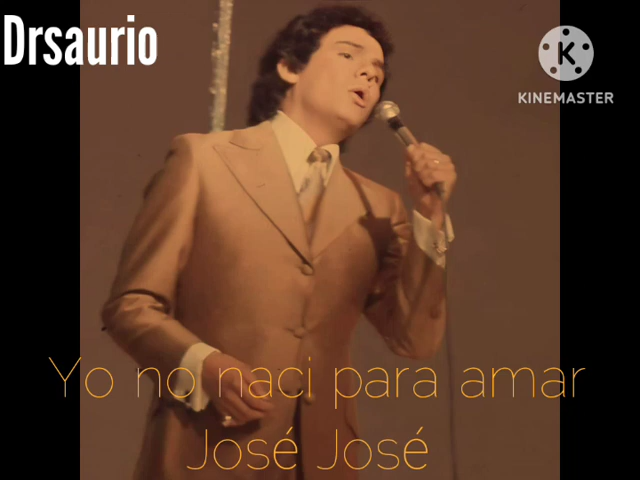 Drsaurio
K
KINEMASTER
Yo no naci para amar
José José